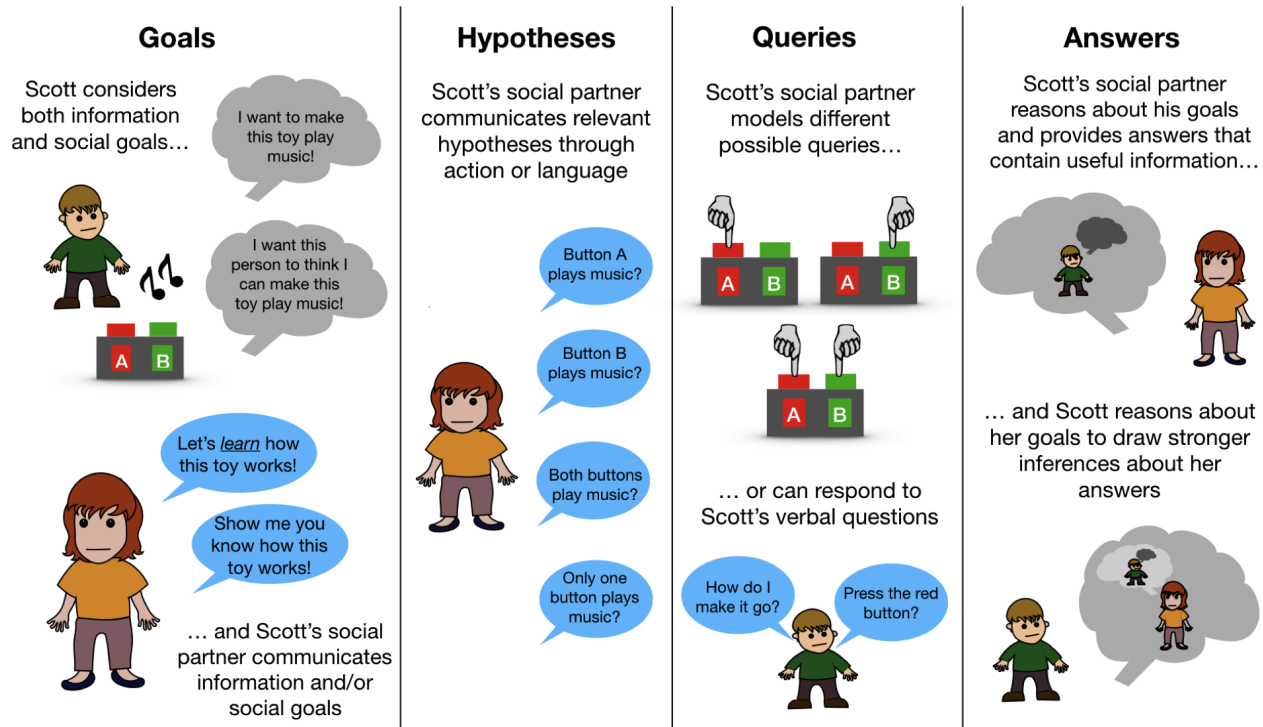 Goals
Scott considers
both information
and social goals…
I want to make
this toy play
music!
I want this
person to think I
can make this
toy play music!
A B
Let's learn how
this toy works!
Show me you
know how this
toy works!
… and Scott's social
partner communicates
information and/or
social goals
Hypotheses
Scott's social partner
communicates relevant
hypotheses through
action or language
Button A
plays music?
Button B
plays music?
Both buttons
play music?
Only one
button plays
music?
Queries
Scott's social partner
models different
possible queries…
A B
A B
A B
… or can respond to
Scott's verbal questions
How do I
make it go?
Press the red
button?
Answers
Scott's social partner
reasons about his goals
and provides answers that
contain useful information…
… and Scott reasons about
her goals to draw stronger
inferences about her
answers